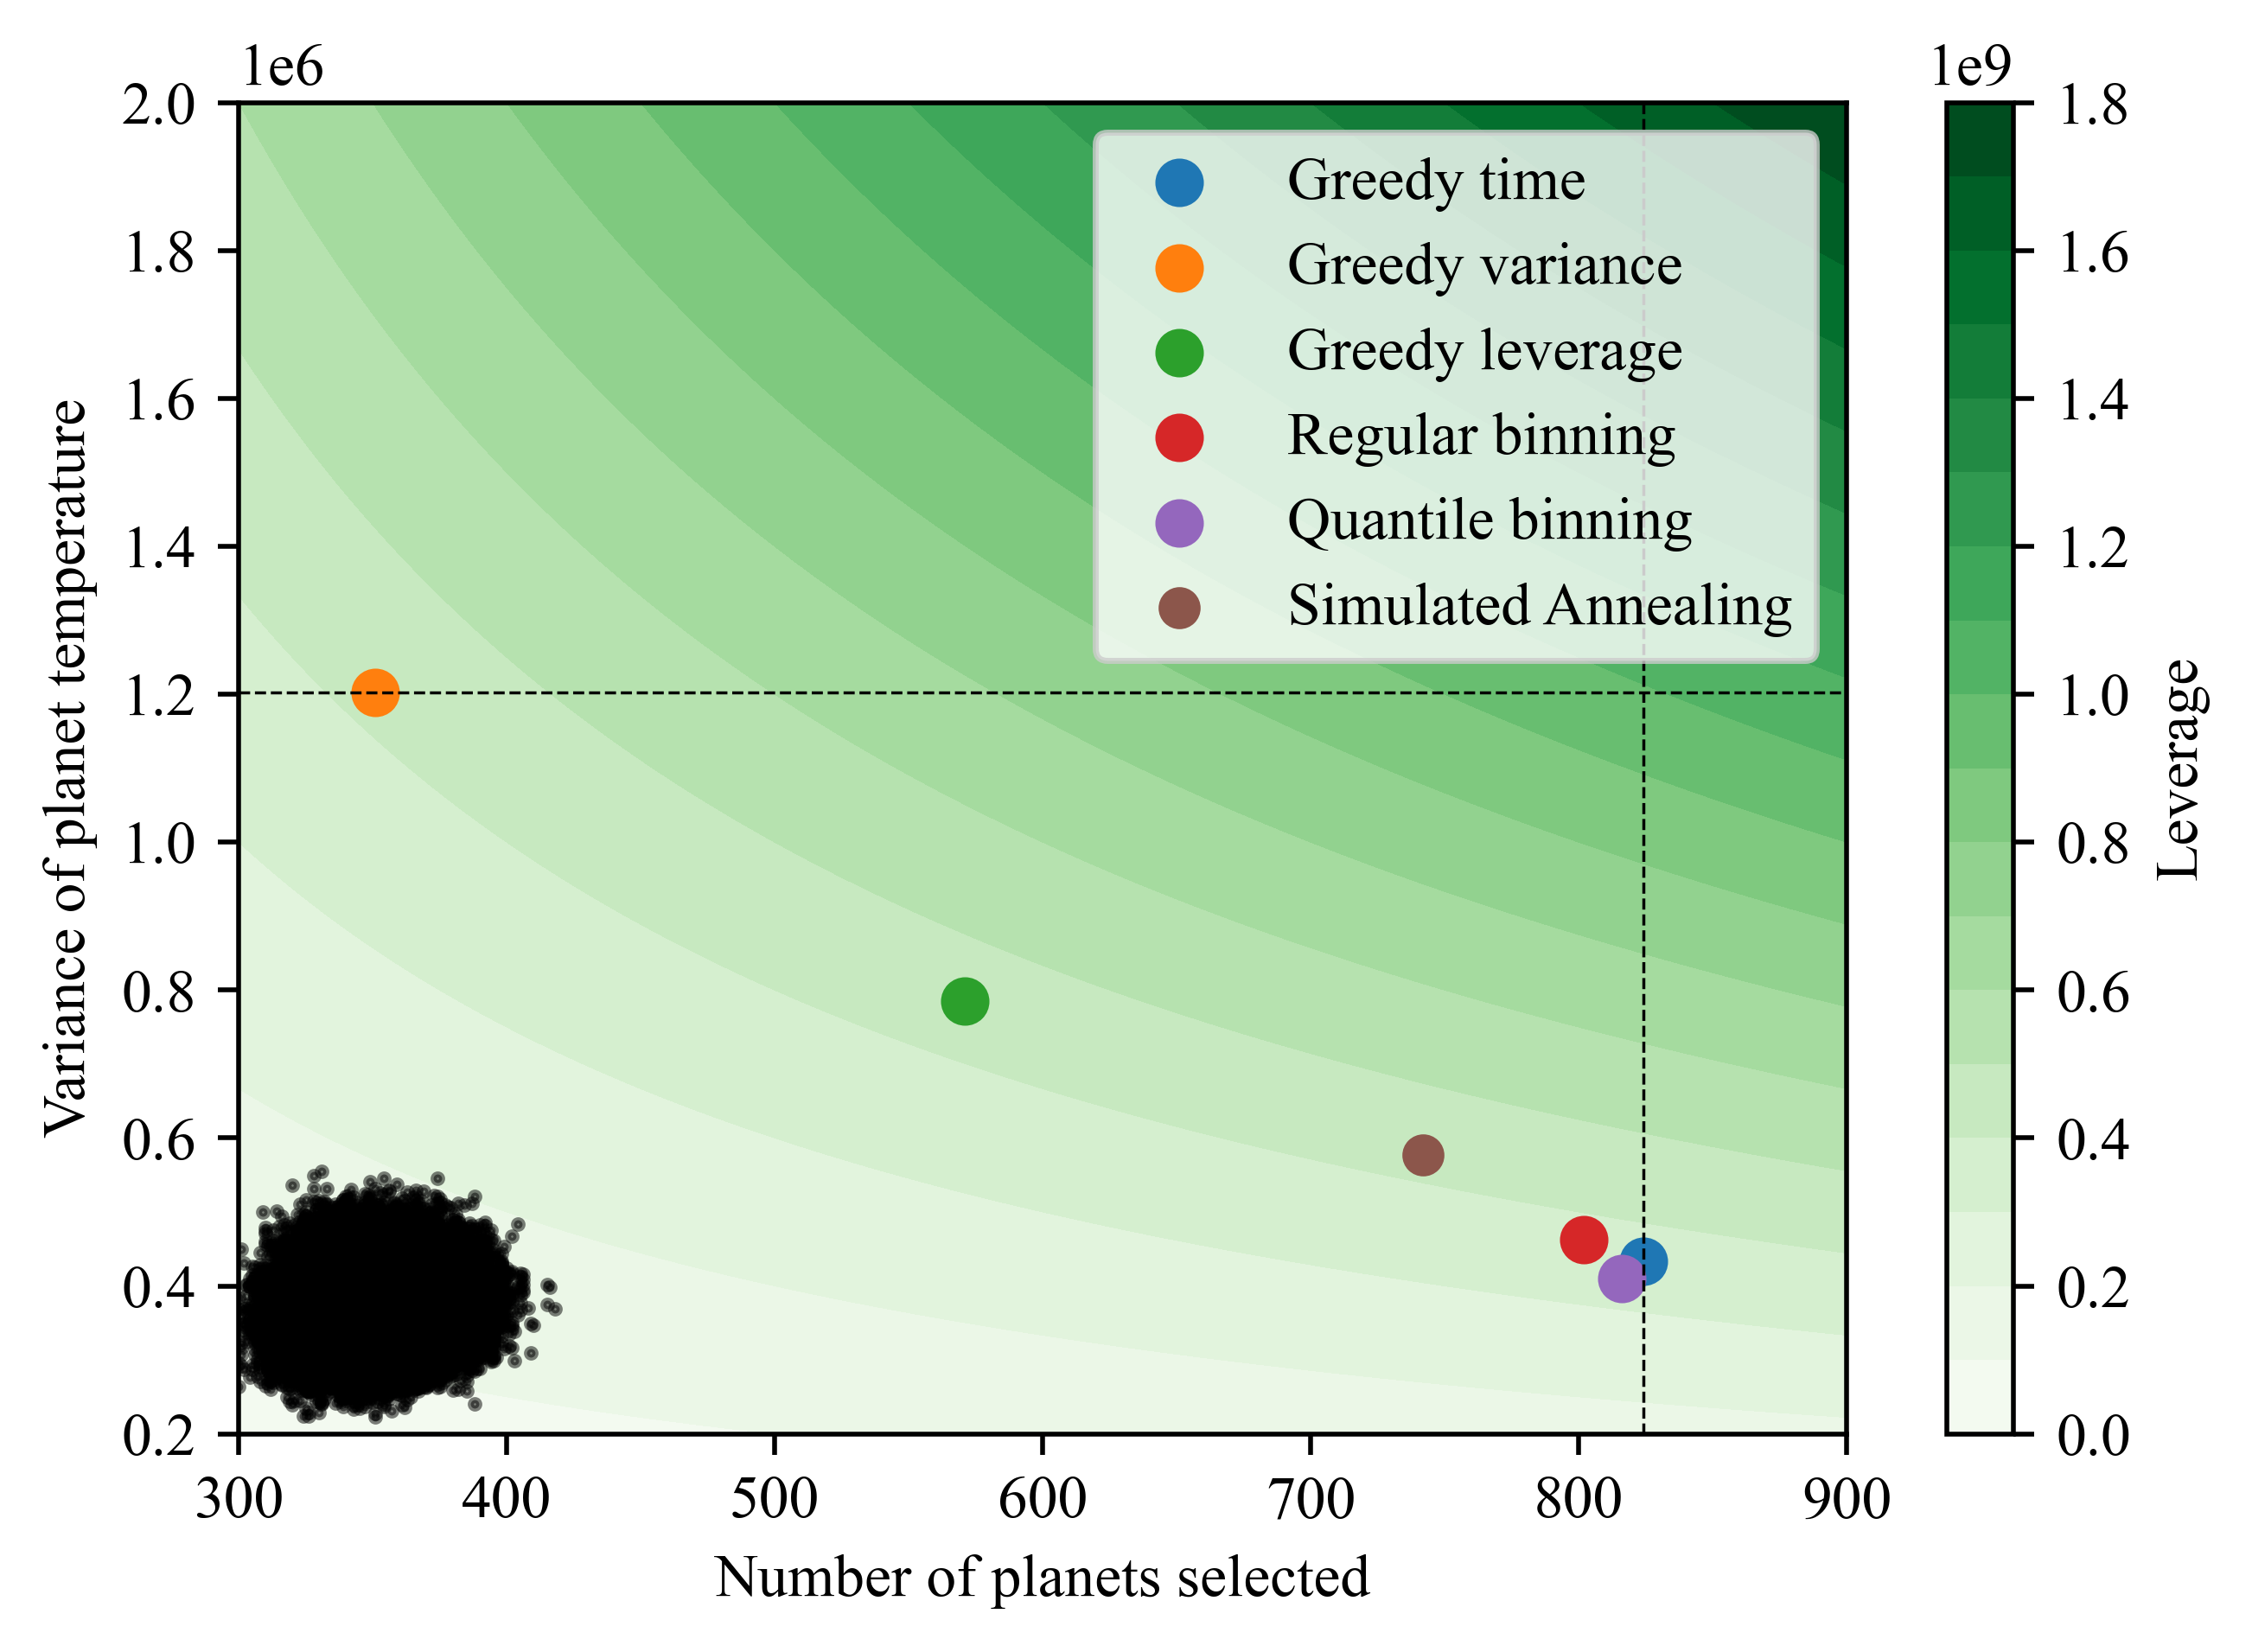 1e6
1e9
2.0
1.8
1.6
1.4
1.2
1.0
0.8
0.6
0.4
0.2
Variance of planet temperature
300 400 500 600 700 800 900
Number of planets selected
Greedy time
Greedy variance
Greedy leverage
Regular binning
Quantile binning
Simulated Annealing
1.8
1.6
1.4
1.2
1.0
0.8
0.6
0.4
0.2
0.0
Leverage